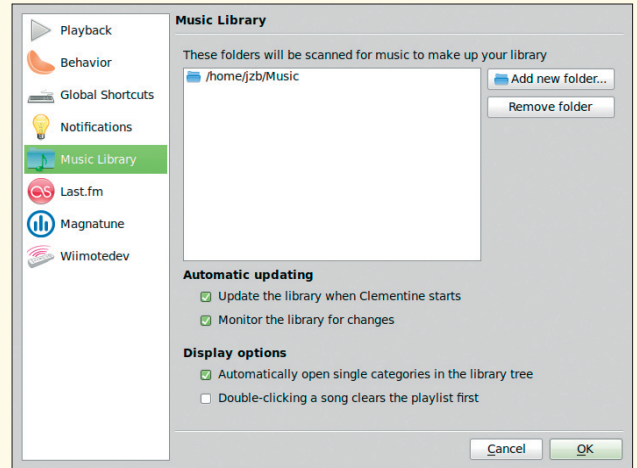 Playback
Behavior
Global Shortcuts
Notifications
Music Library
Last.fm
Magnatune
Wiimotedev
Music Library
These folders will be scanned for music to make up your library
/home/jzb/Music
Add new folder...
Remove folder
Automatic updating
Update the library when Clementine starts
Monitor the library for changes
Display options
Automatically open single categories in the library tree
Double-clicking a song clears the playlist first
Cancel
OK